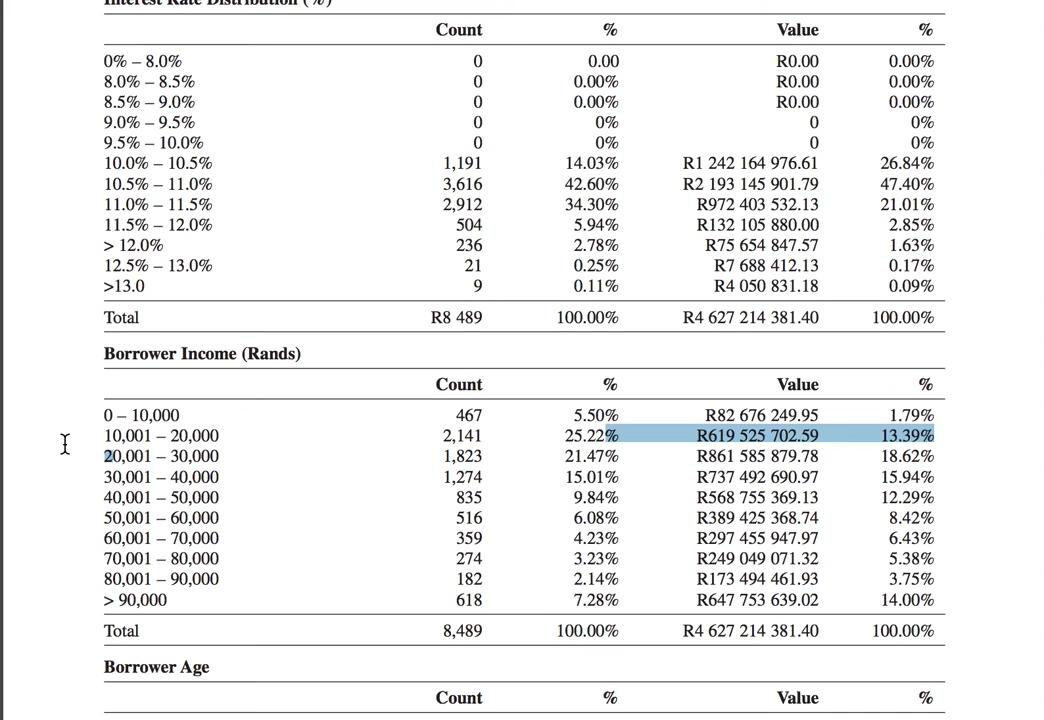 Interest Rate Distribution (%)
Count % Value %
0% – 8.0% 0 0.00 R0.00 0.00%
8.0% – 8.5% 0 0.00% R0.00 0.00%
8.5% – 9.0% 0 0.00% R0.00 0.00%
9.0% – 9.5% 0 0% 0 0%
9.5% – 10.0% 0 0% 0 0%
10.0% – 10.5% 1,191 14.03% R1 242 164 976.61 26.84%
10.5% – 11.0% 3,616 42.60% R2 193 145 901.79 47.40%
11.0% – 11.5% 2,912 34.30% R972 403 532.13 21.01%
11.5% – 12.0% 504 5.94% R132 105 880.00 2.85%
> 12.0% 236 2.78% R75 654 847.57 1.63%
12.5% – 13.0% 21 0.25% R7 688 412.13 0.17%
>13.0 9 0.11% R4 050 831.18 0.09%
Total R8 489 100.00% R4 627 214 381.40 100.00%
Borrower Income (Rands)
Count % Value %
0 – 10,000 467 5.50% R82 676 249.95 1.79%
10,001 – 20,000 2,141 25.22% R619 525 702.59 13.39%
20,001 – 30,000 1,823 21.47% R861 585 879.78 18.62%
30,001 – 40,000 1,274 15.01% R737 492 690.97 15.94%
40,001 – 50,000 835 9.84% R568 755 369.13 12.29%
50,001 – 60,000 516 6.08% R389 425 368.74 8.42%
60,001 – 70,000 359 4.23% R297 455 947.97 6.43%
70,001 – 80,000 274 3.23% R249 049 071.32 5.38%
80,001 – 90,000 182 2.14% R173 494 461.93 3.75%
> 90,000 618 7.28% R647 753 639.02 14.00%
Total 8,489 100.00% R4 627 214 381.40 100.00%
Borrower Age
Count % Value %